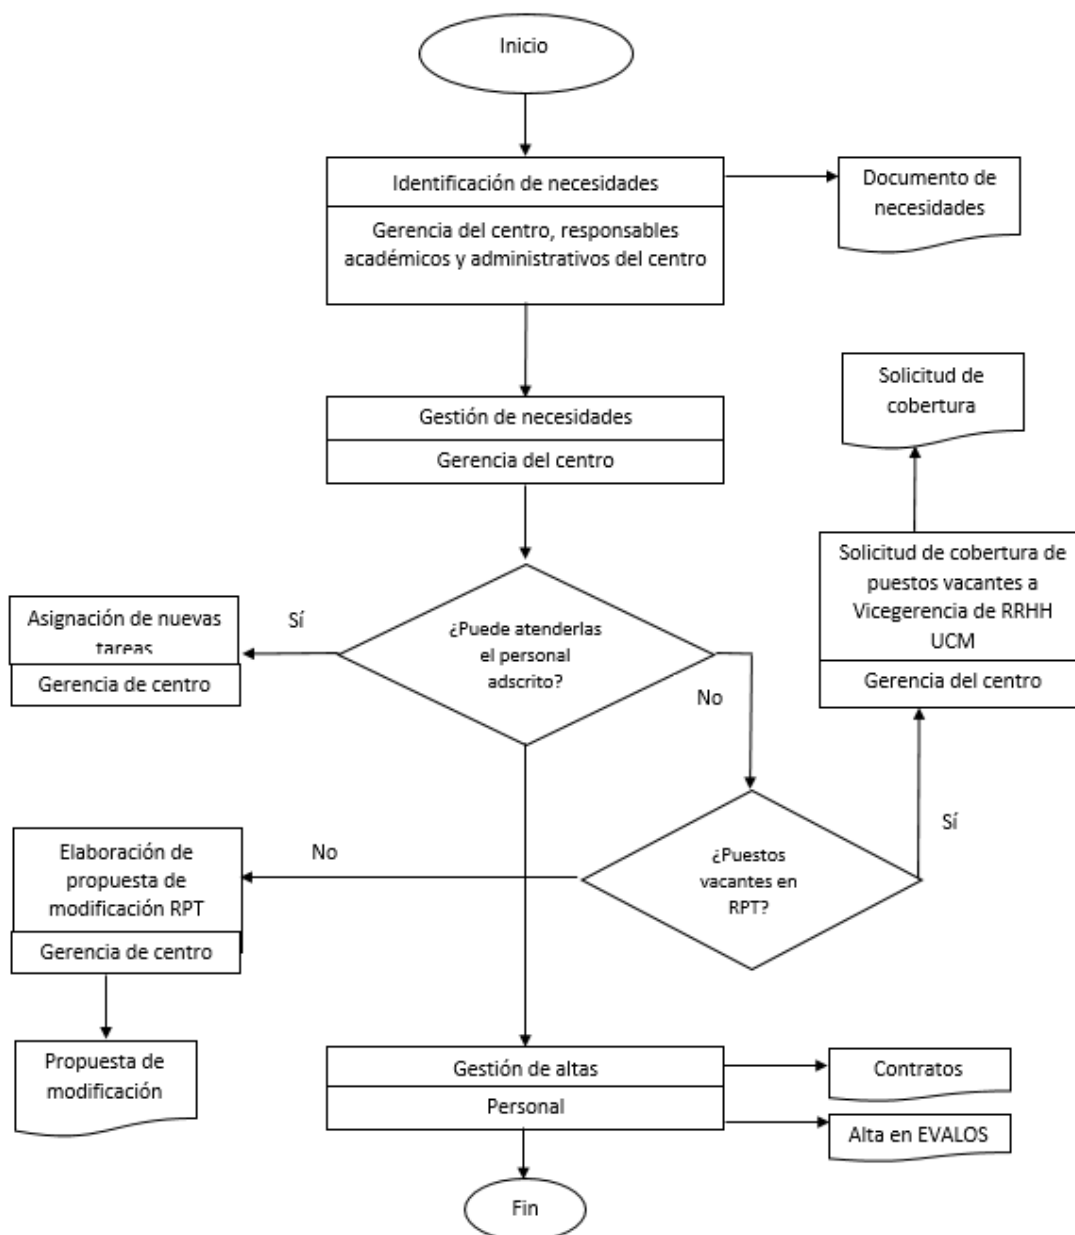 Inicio
Identificación de necesidades
Documento de
necesidades
Gerencia del centro, responsables
académicos y administrativos del centro
Solicitud de
cobertura
Gestión de necesidades
Gerencia del centro
Solicitud de cobertura de
puestos vacantes a
Vicegerencia de RRHH
UCM
Gerencia del centro
¿Puede atenderlas
el personal
adscrito?
Sí
Asignación de nuevas
tareas
Gerencia de centro
No
¿Puestos
vacantes en
RPT?
Sí
No
Elaboración de
propuesta de
modificación RPT
Gerencia de centro
Propuesta de
modificación
Gestión de altas
Personal
Contratos
Alta en EVALOS
Fin